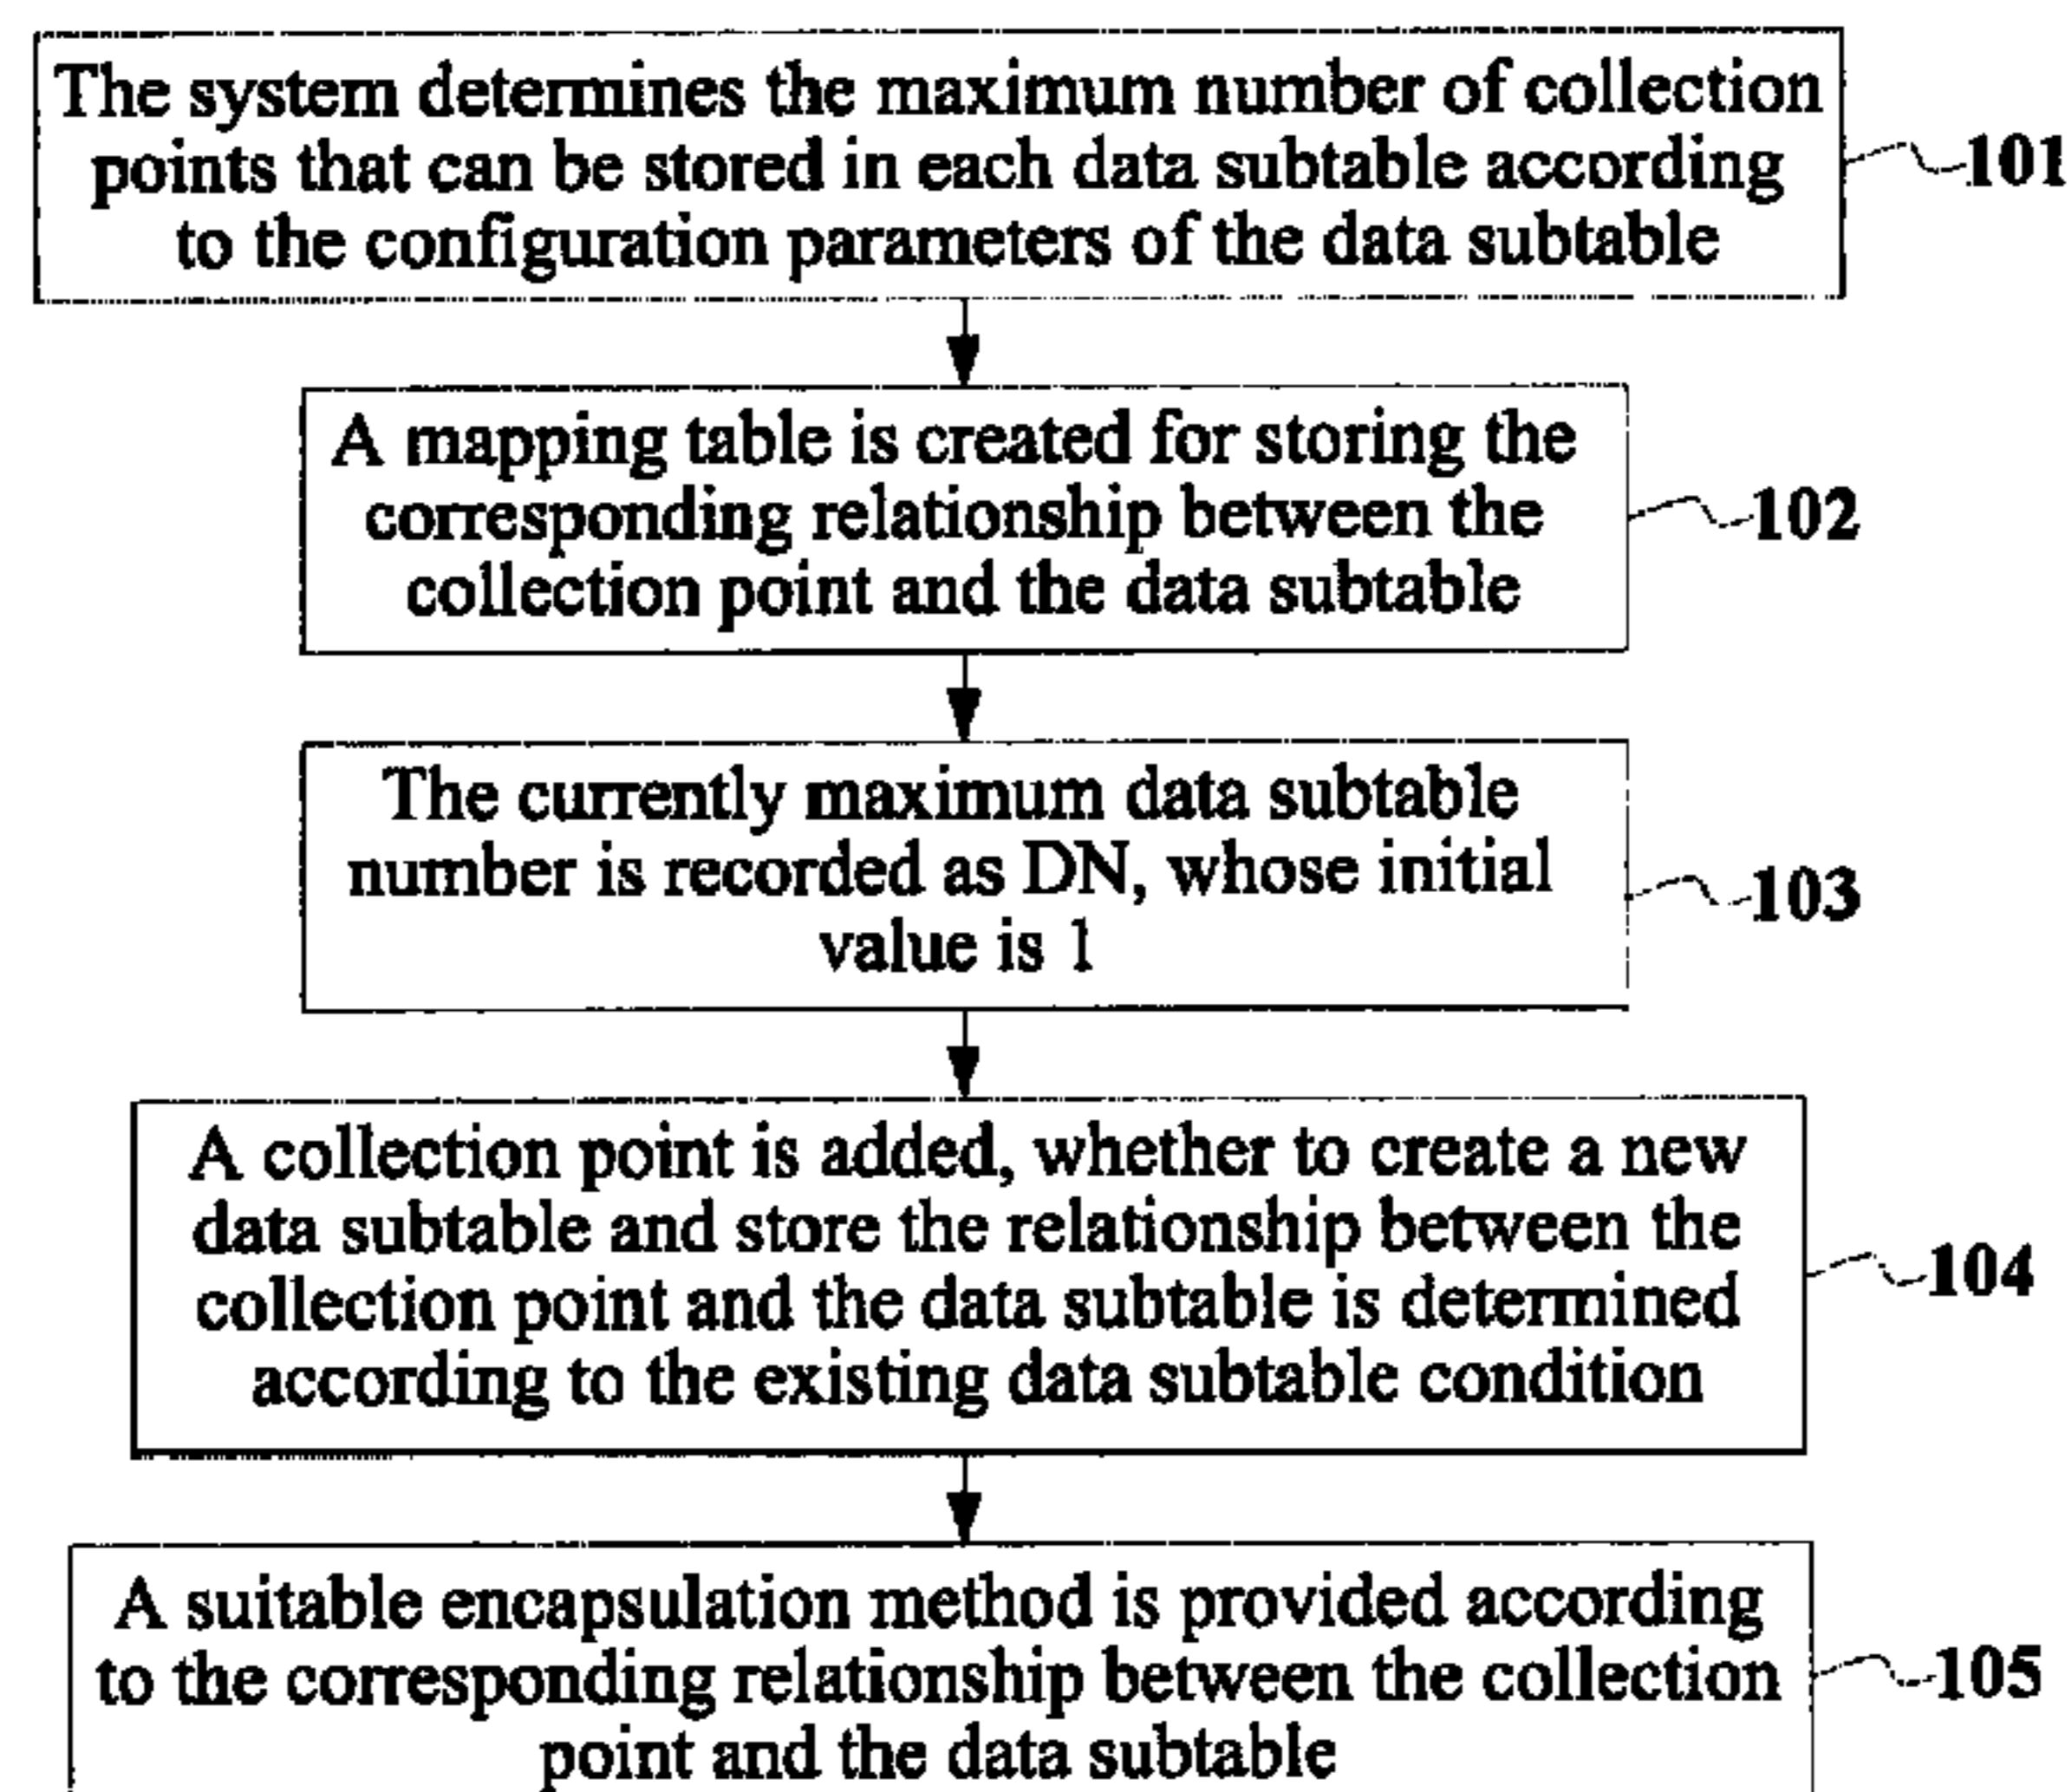 The system determines the maximum number of collection
points that can be stored in each data subtable according
to the configuration parameters of the data subtable
101
A mapping table is created for storing the
corresponding relationship between the
collection point and the data subtable
102
The currently maximum data subtable
number is recorded as DN, whose initial
value is 1
103
A collection point is added, whether to create a new
data subtable and store the relationship between the
collection point and the data subtable is determined
according to the existing data subtable condition
104
A suitable encapsulation method is provided according
to the corresponding relationship between the collection
point and the data subtable
105